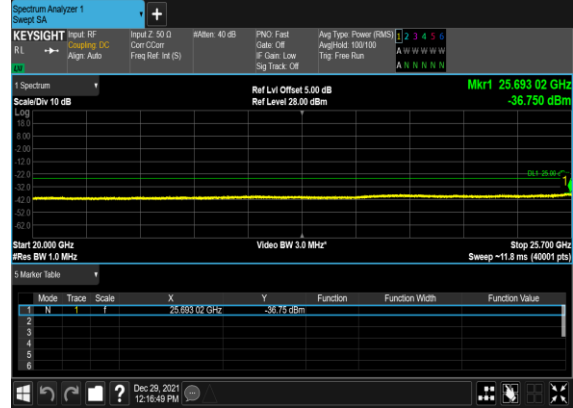 Spectrum Analyzer 1
Swept SA
+
KEYSIGHT Input: RF Input Z: 50 Ω #Atten: 40 dB PNO: Fast Avg Type: Power (RMS) 1 2 3 4 5 6
RL Coupling: DC Corr CCorr Gate: Off Avg|Hold: 100/100 A W W W W W
Align: Auto Freq Ref: Int (S) IF Gain: Low Trig: Free Run
LW Sig Track: Off A N N N N N
1 Spectrum Ref Lvl Offset 5.00 dB Mkr1 25.693 02 GHz
Scale/Div 10 dB Ref Level 28.00 dBm -36.750 dBm
Log
18.0
8.00
-2.00
-12.0
-22.0 DL1 -25.00
1
-32.0
-42.0
-52.0
-62.0
Start 20.000 GHz Video BW 3.0 MHz* Stop 25.700 GHz
#Res BW 1.0 MHz Sweep ~11.8 ms (40001 pts)
5 Marker Table
Mode Trace Scale X Y Function Function Width Function Value
1 N 1 f 25.693 02 GHz -36.75 dBm
2
3
4
5
6
? Dec 29, 2021
12:16:49 PM